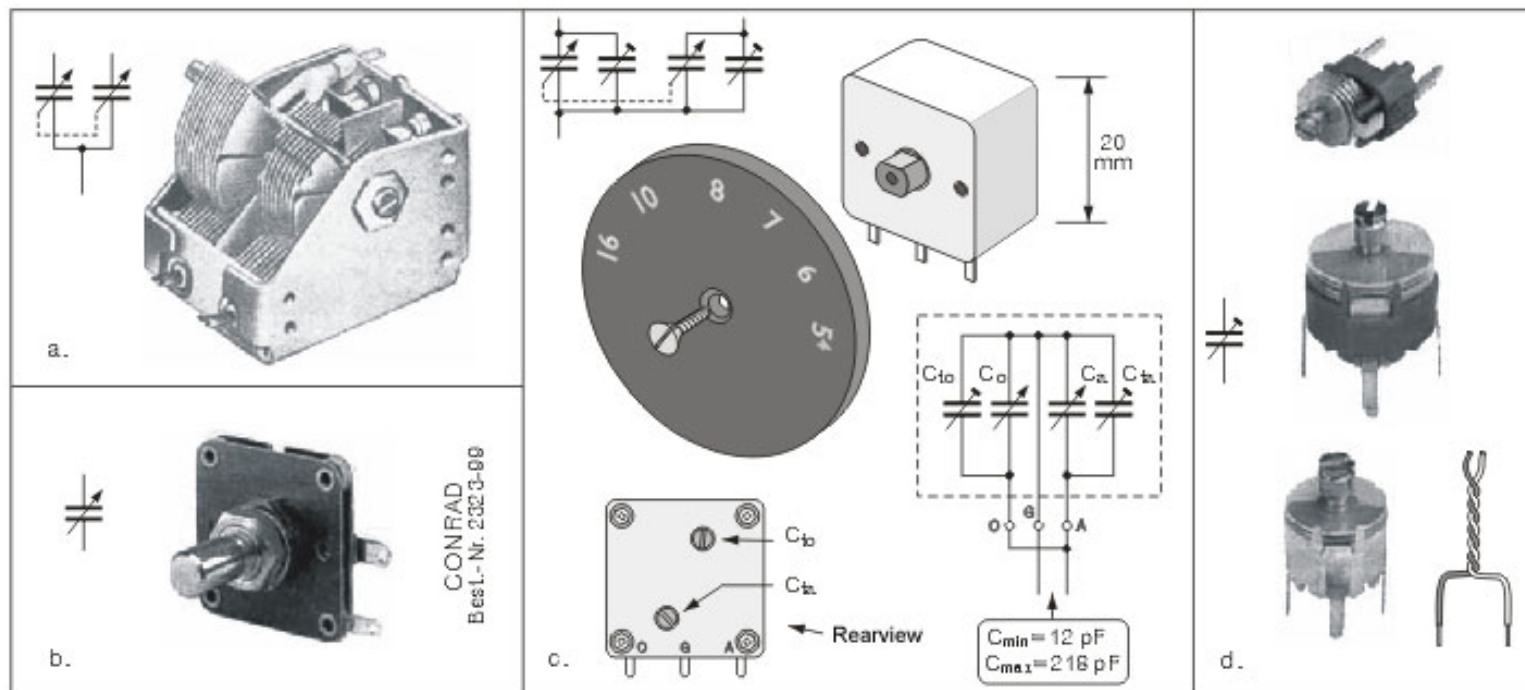 a.
CONRAD
Best.-Nr. 2323-99
b.
20
mm
16
10
8
7
6
5+
Cto
Co
Ca
Cta
O
G
A
Cto
Cta
Rearview
O
G
A
Cmin=12 pF
Cmax=218 pF
c.
d.